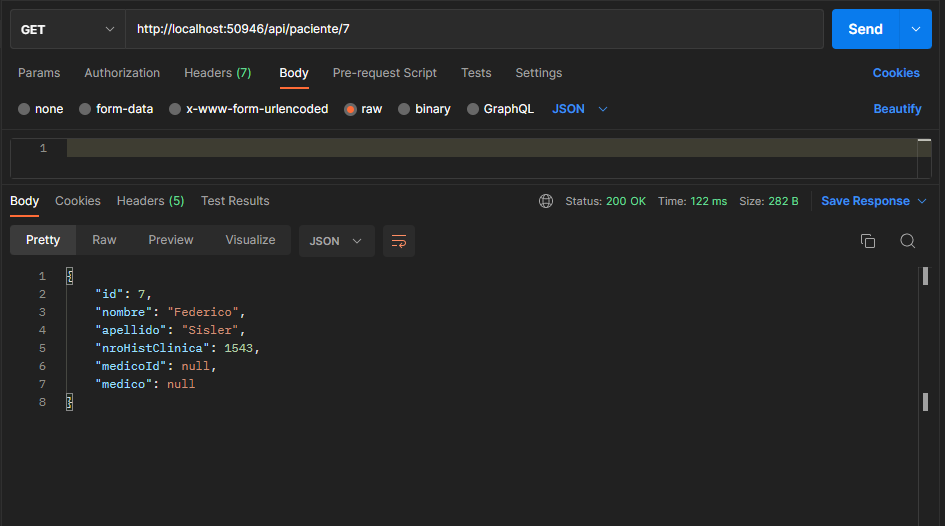 GET http://localhost:50946/api/paciente/7 Send
Params Authorization Headers (7) Body Pre-request Script Tests Settings Cookies
none form-data x-www-form-urlencoded raw binary GraphQL JSON Beautify
1
Body Cookies Headers (5) Test Results Status: 200 OK Time: 122 ms Size: 282 B Save Response
Pretty Raw Preview Visualize JSON
1 {
2 "id": 7,
3 "nombre": "Federico",
4 "apellido": "Sisler",
5 "nroHistClinica": 1543,
6 "medicoId": null,
7 "medico": null
8 }